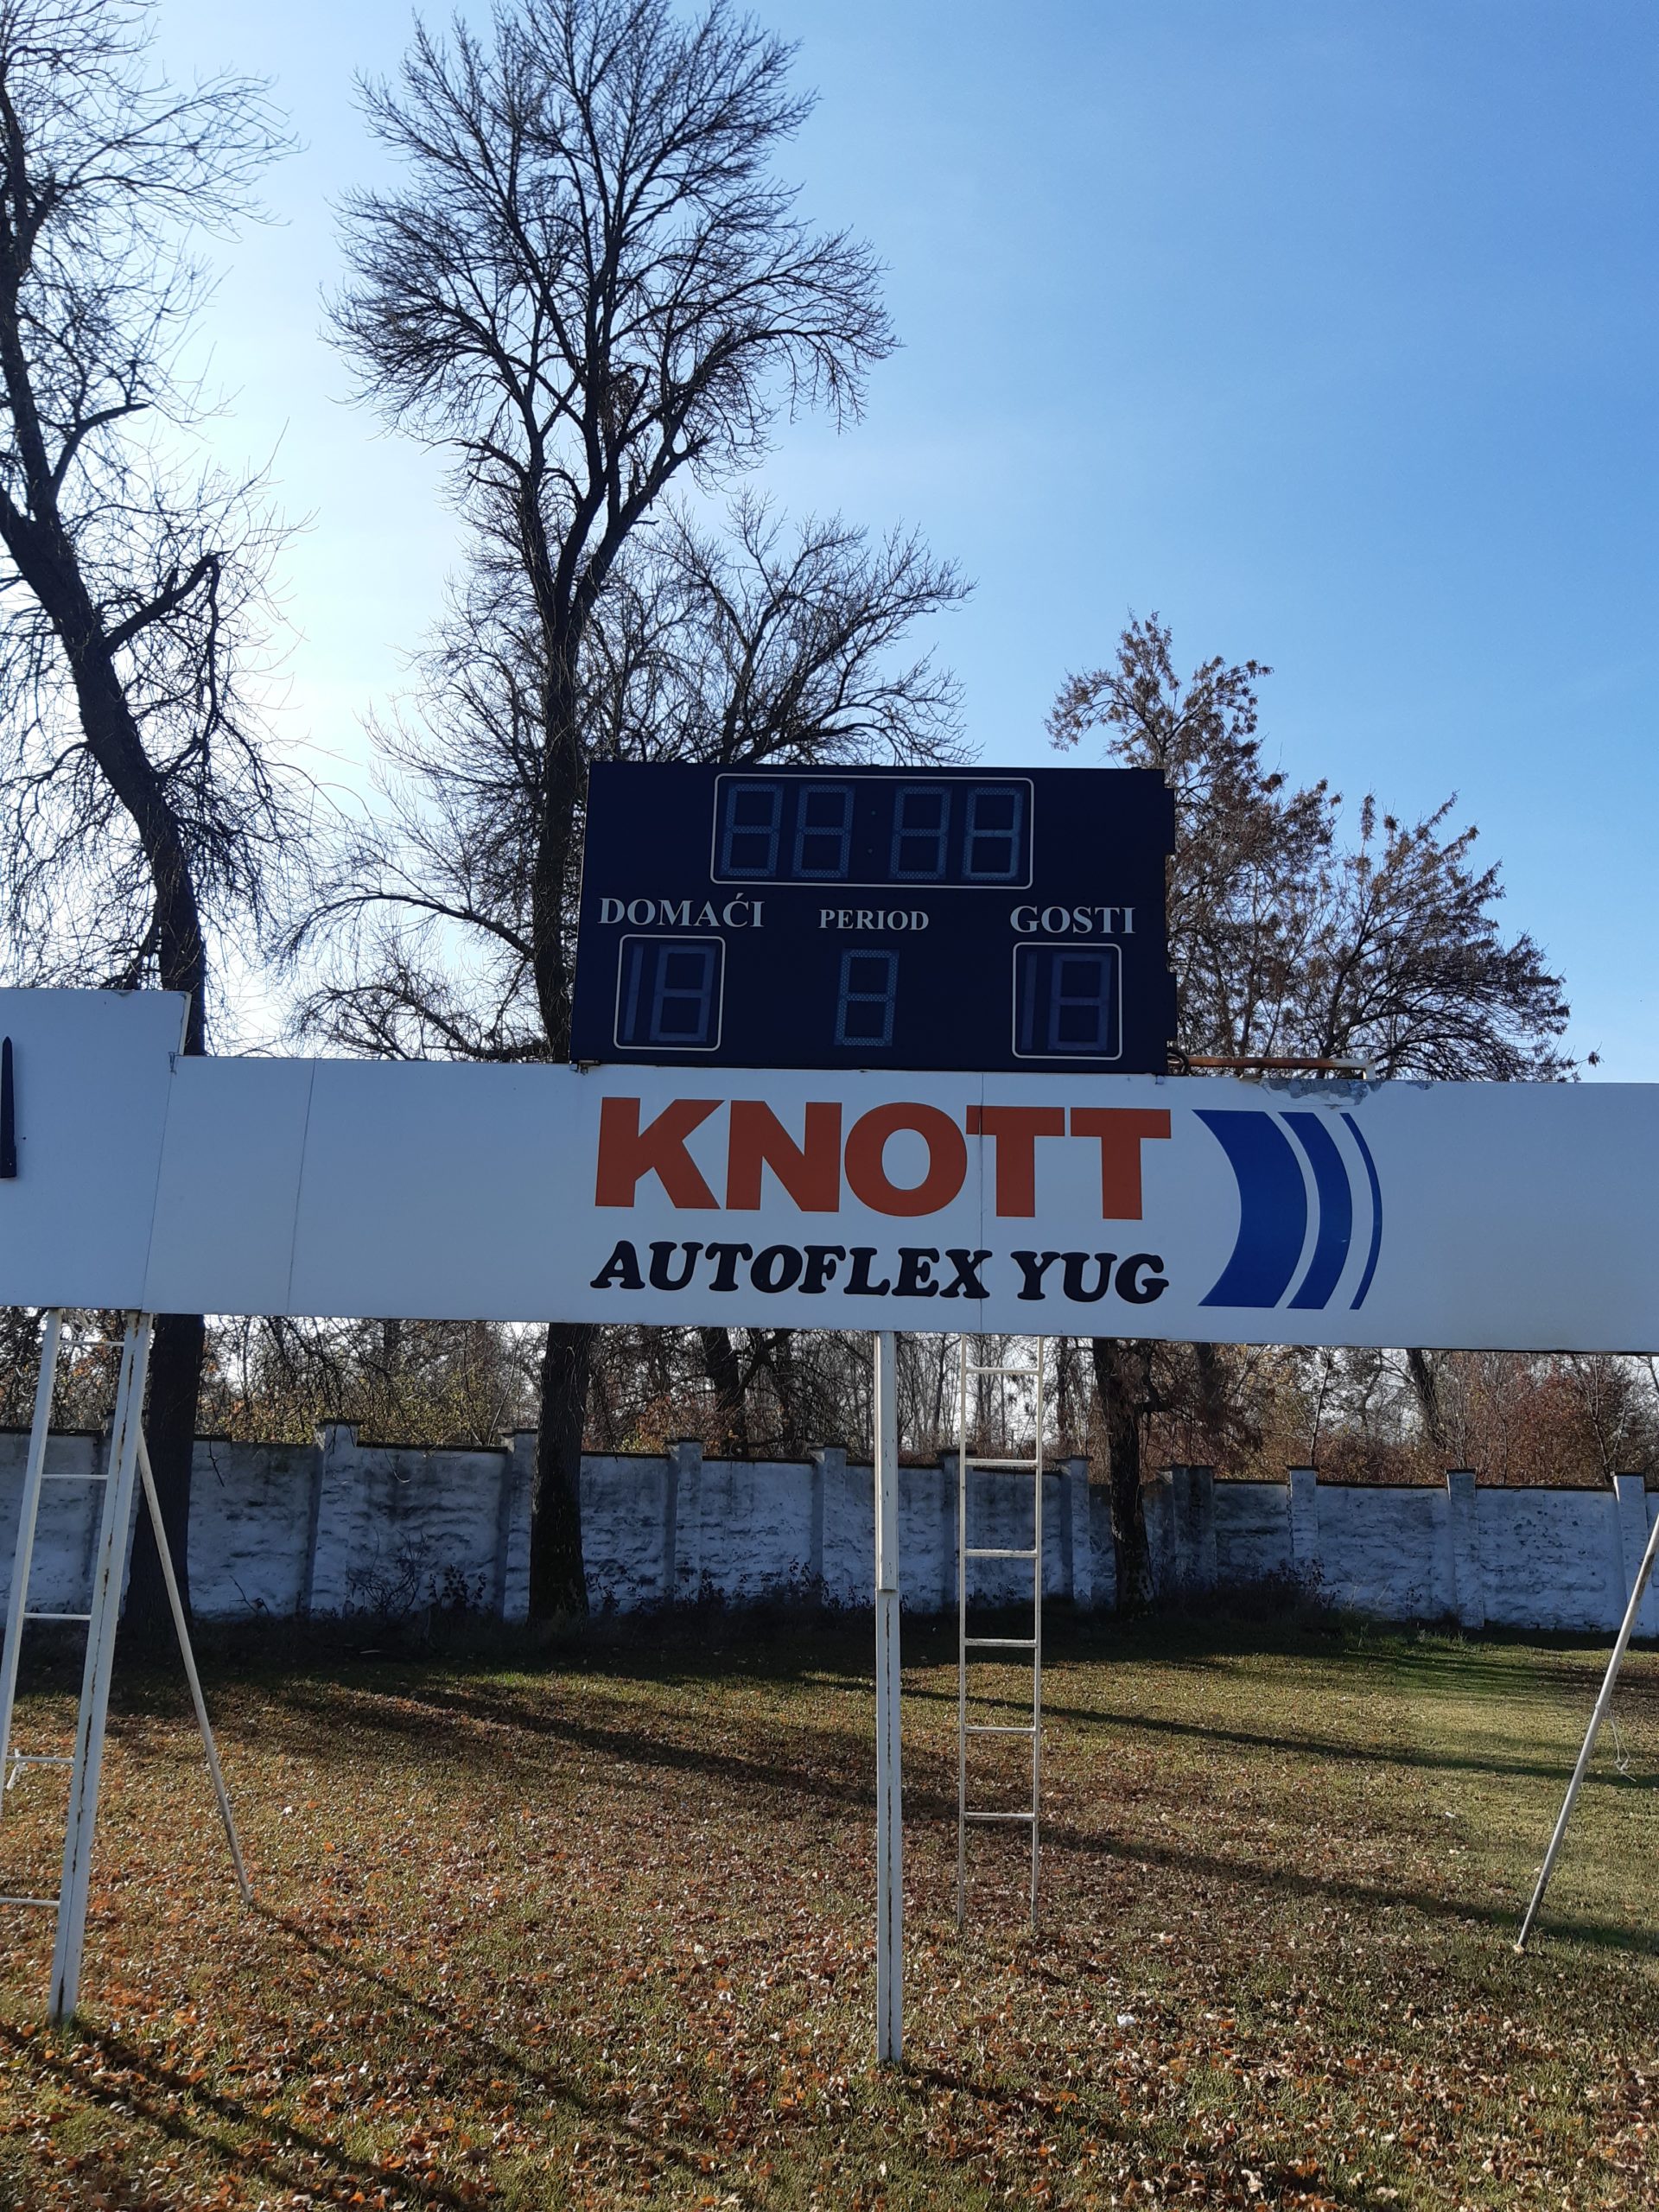 DOMAĆI PERIOD GOSTI
KNOTT
AUTOFLEX YUG